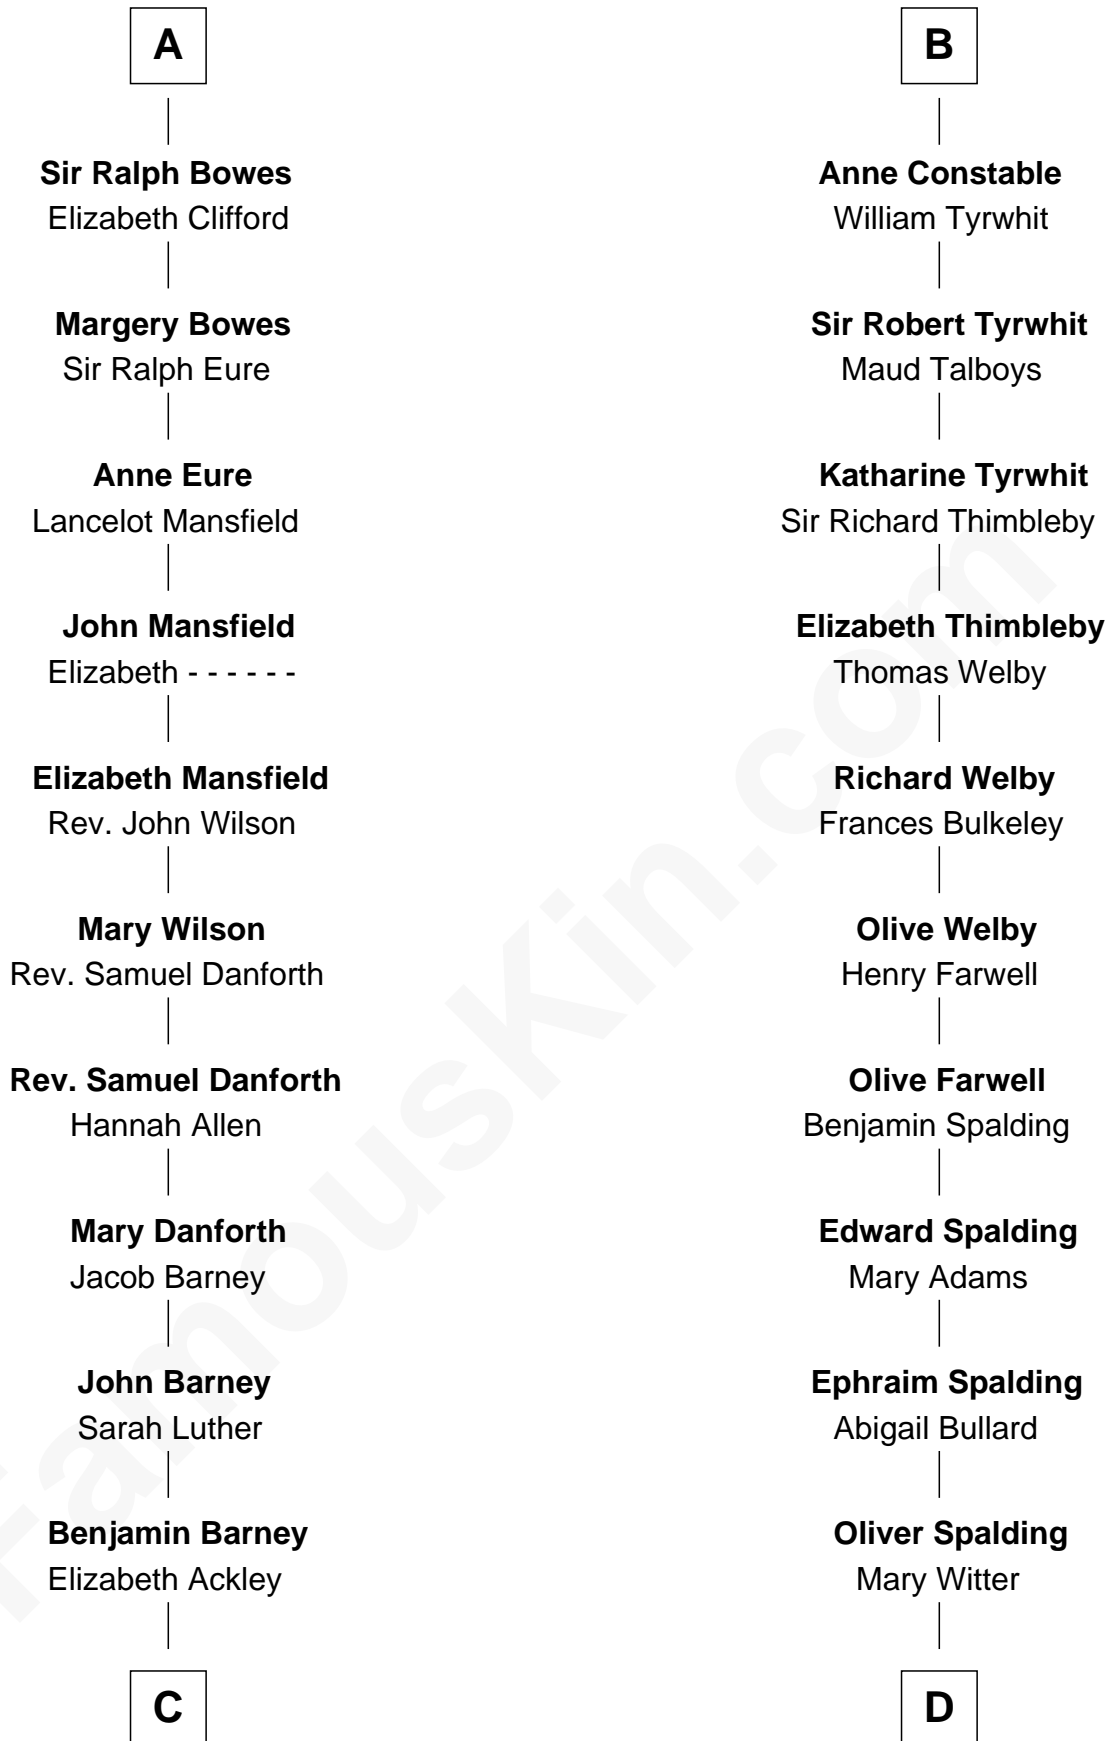 A
Sir Ralph Bowes
Elizabeth Clifford
Margery Bowes
Sir Ralph Eure
Anne Eure
Lancelot Mansfield
John Mansfield
Elizabeth - - - - - -
Elizabeth Mansfield
Rev. John Wilson
Mary Wilson
Rev. Samuel Danforth
Rev. Samuel Danforth
Hannah Allen
Mary Danforth
Jacob Barney
John Barney
Sarah Luther
Benjamin Barney
Elizabeth Ackley
C
B
Anne Constable
William Tyrwhit
Sir Robert Tyrwhit
Maud Talboys
Katharine Tyrwhit
Sir Richard Thimbleby
Elizabeth Thimbleby
Thomas Welby
Richard Welby
Frances Bulkeley
Olive Welby
Henry Farwell
Olive Farwell
Benjamin Spalding
Edward Spalding
Mary Adams
Ephraim Spalding
Abigail Bullard
Oliver Spalding
Mary Witter
D
FamousKin.com